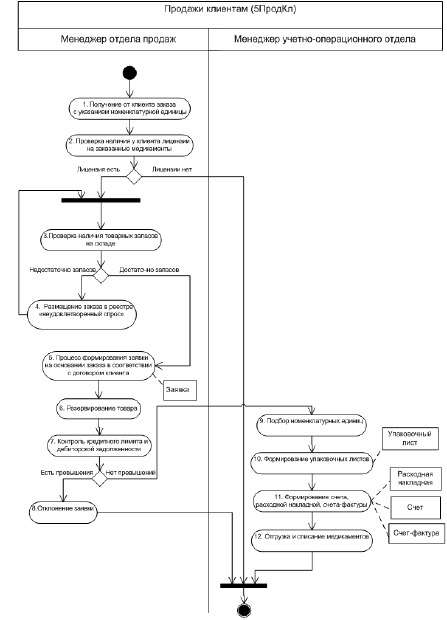 Продажи клиентам (5ПродКл)
Менеджер отдела продаж
Менеджер учетно-операционного отдела
1. Получение от клиента заказа
с указанием номенклатурной единицы
2. Проверка наличия у клиента лицензии
на заказанные медикаменты
Лицензия есть
Лицензии нет
3.Проверка наличия товарных запасов
на складе
Недостаточно запасов
Достаточно запасов
4. Размещение заказа в реестре
«неудовлетворенный спрос»
5. Процесс формирования заявки
на основании заказа в соответствии
с договором клиента
Заявка
6. Резервирование товара
9. Подбор номенклатурных единиц
7. Контроль кредитного лимита и
дебиторской задолженности
Упаковочный
лист
10. Формирование упаковочных листов
Есть превышения
Нет превышений
Расходная
накладная
11. Формирование счета,
расходной накладной, счета-фактуры
Счет
8.Отклонение заявки
Счет-фактура
12. Отгрузка и списание медикаментов